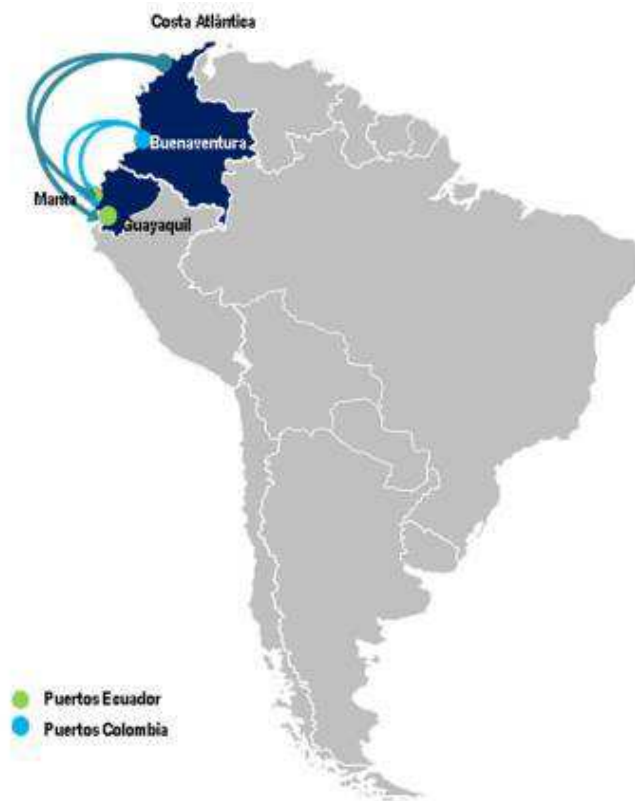 Costa Atlántica
Buenaventura
Manta
Guayaquil
Puertos Ecuador
Puertos Colombia